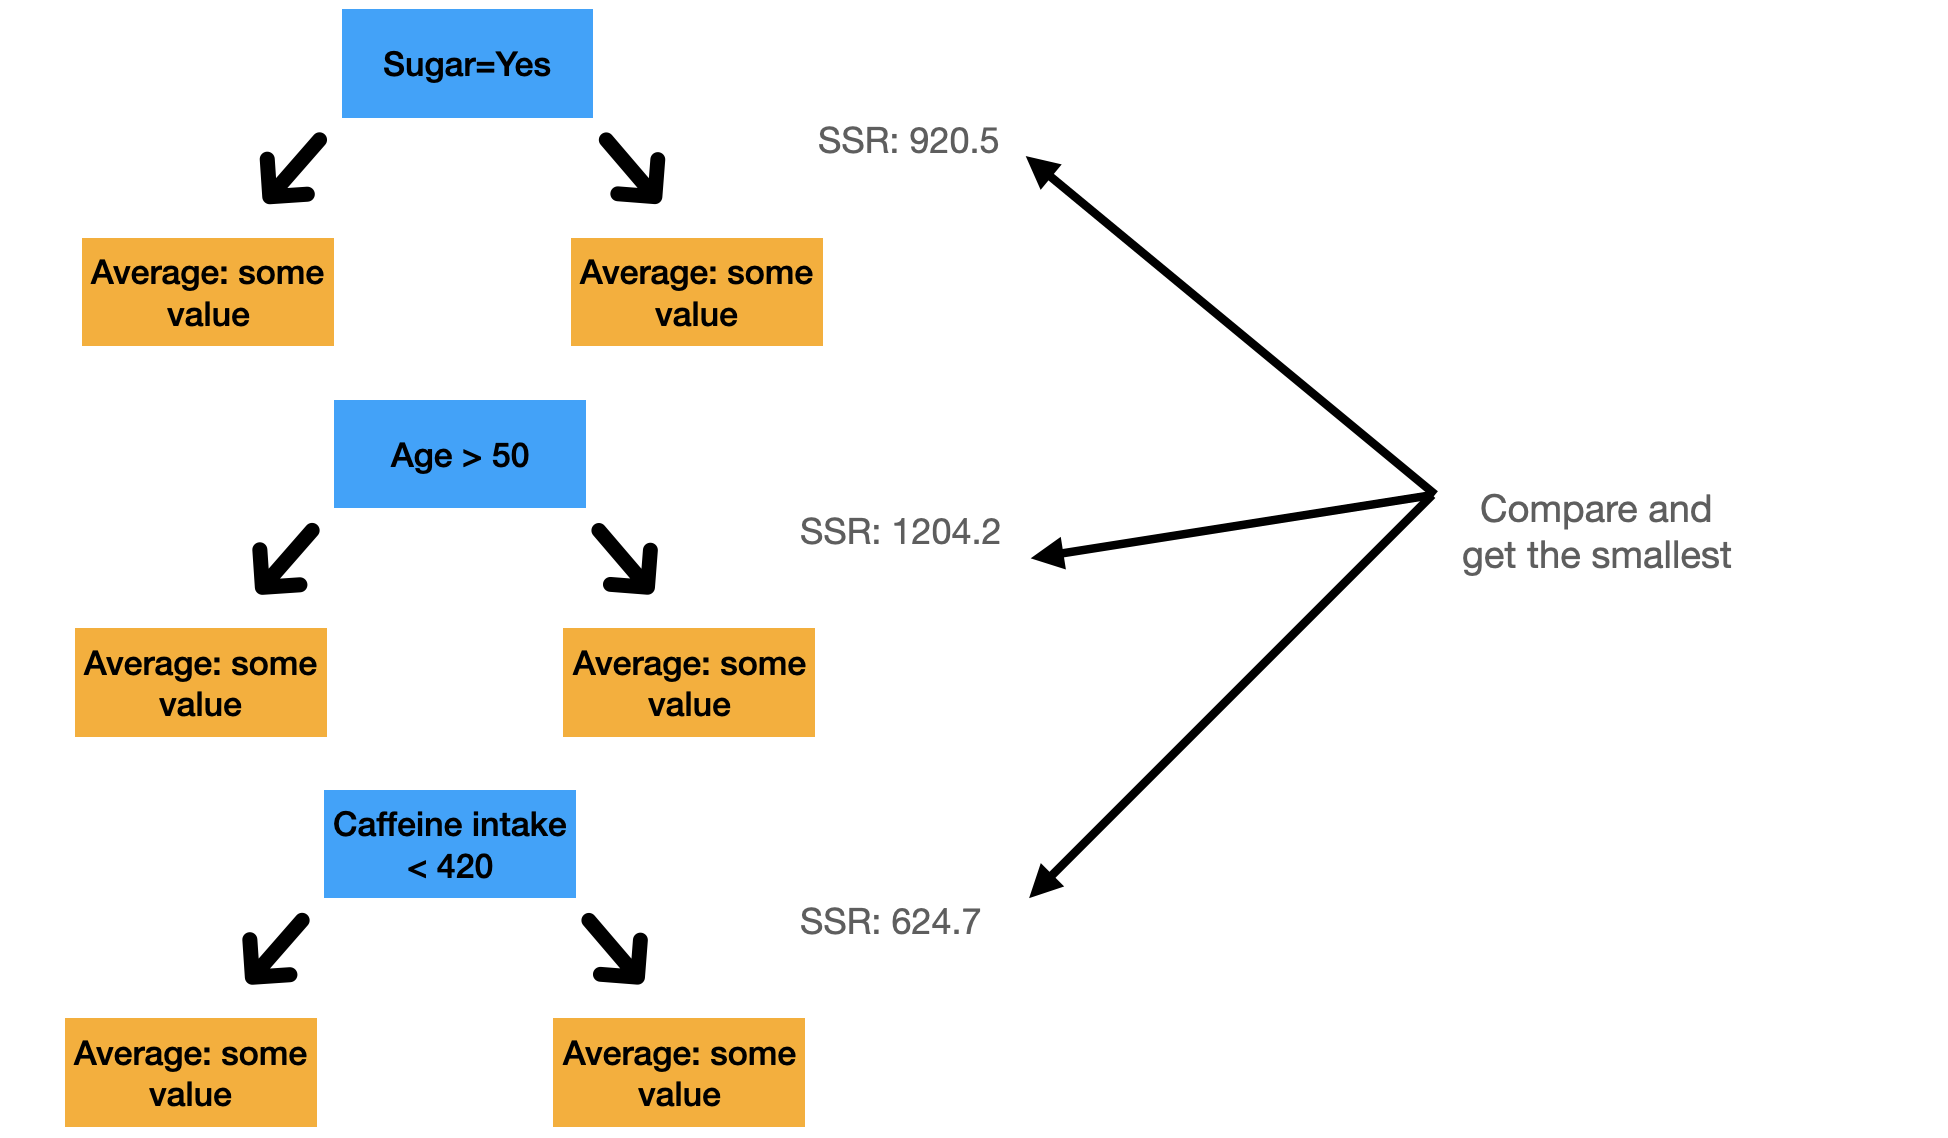 Sugar=Yes
SSR: 920.5
Average: some
value
Average: some
value
Age > 50
SSR: 1204.2
Compare and
get the smallest
Average: some
value
Average: some
value
Caffeine intake
< 420
SSR: 624.7
Average: some
value
Average: some
value